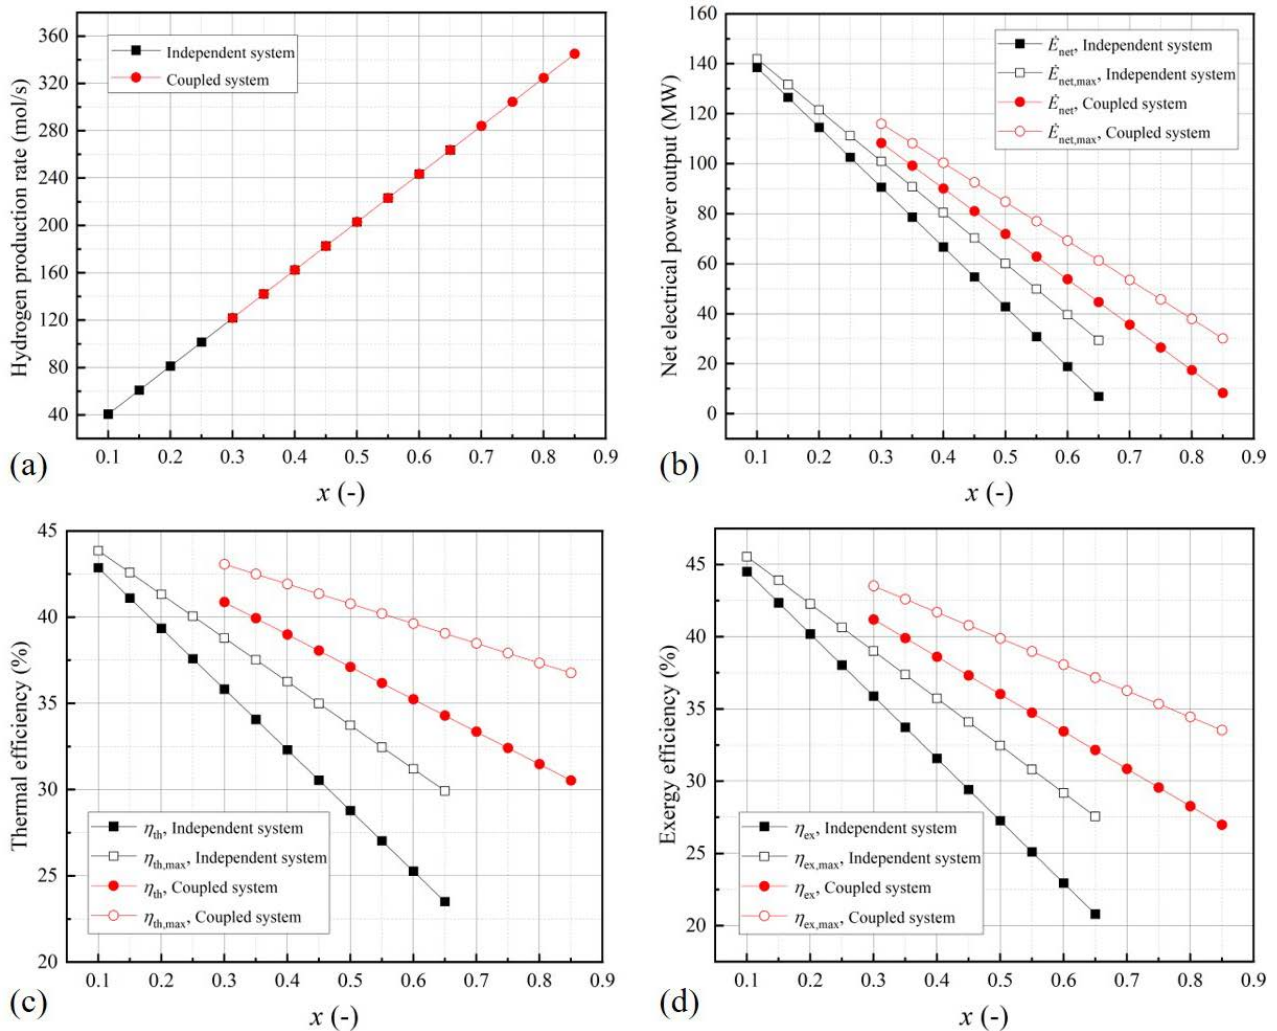 360
320
280
240
200
160
120
80
40
Hydrogen production rate (mol/s)
Independent system
Coupled system
0.1 0.2 0.3 0.4 0.5 0.6 0.7 0.8 0.9
(a)
x (-)
160
140
120
100
80
60
40
20
0
Net electrical power output (MW)
Ėnet, Independent system
Ėnet,max, Independent system
Ėnet, Coupled system
Ėnet,max, Coupled system
0.1 0.2 0.3 0.4 0.5 0.6 0.7 0.8 0.9
(b)
x (-)
45
40
35
30
25
20
Thermal efficiency (%)
ηth, Independent system
ηth,max, Independent system
ηth, Coupled system
ηth,max, Coupled system
0.1 0.2 0.3 0.4 0.5 0.6 0.7 0.8 0.9
(c)
x (-)
45
40
35
30
25
20
Exergy efficiency (%)
ηex, Independent system
ηex,max, Independent system
ηex, Coupled system
ηex,max, Coupled system
0.1 0.2 0.3 0.4 0.5 0.6 0.7 0.8 0.9
(d)
x (-)